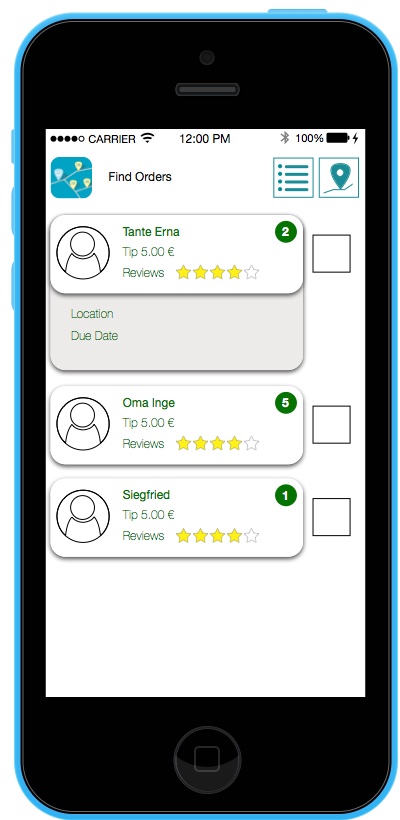 CARRIER 12:00 PM 100%
Find Orders
Tante Erna 2
Tip 5.00 €
Reviews
Location
Due Date
Oma Inge 5
Tip 5.00 €
Reviews
Siegfried 1
Tip 5.00 €
Reviews